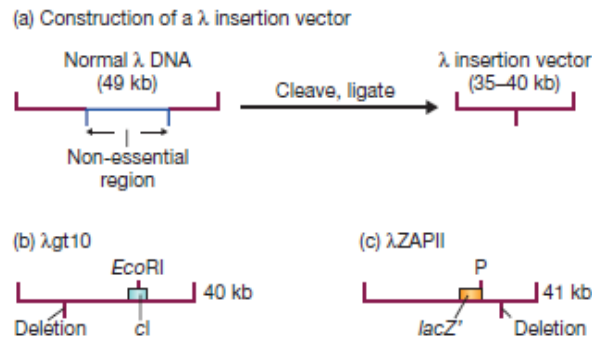 (a) Construction of a λ insertion vector
Normal λ DNA
(49 kb)
Cleave, ligate
λ insertion vector
(35–40 kb)
Non-essential
region
(b) λgt10
EcoRI
40 kb
Deletion
cI
(c) λZAPII
P
41 kb
lacZ'
Deletion